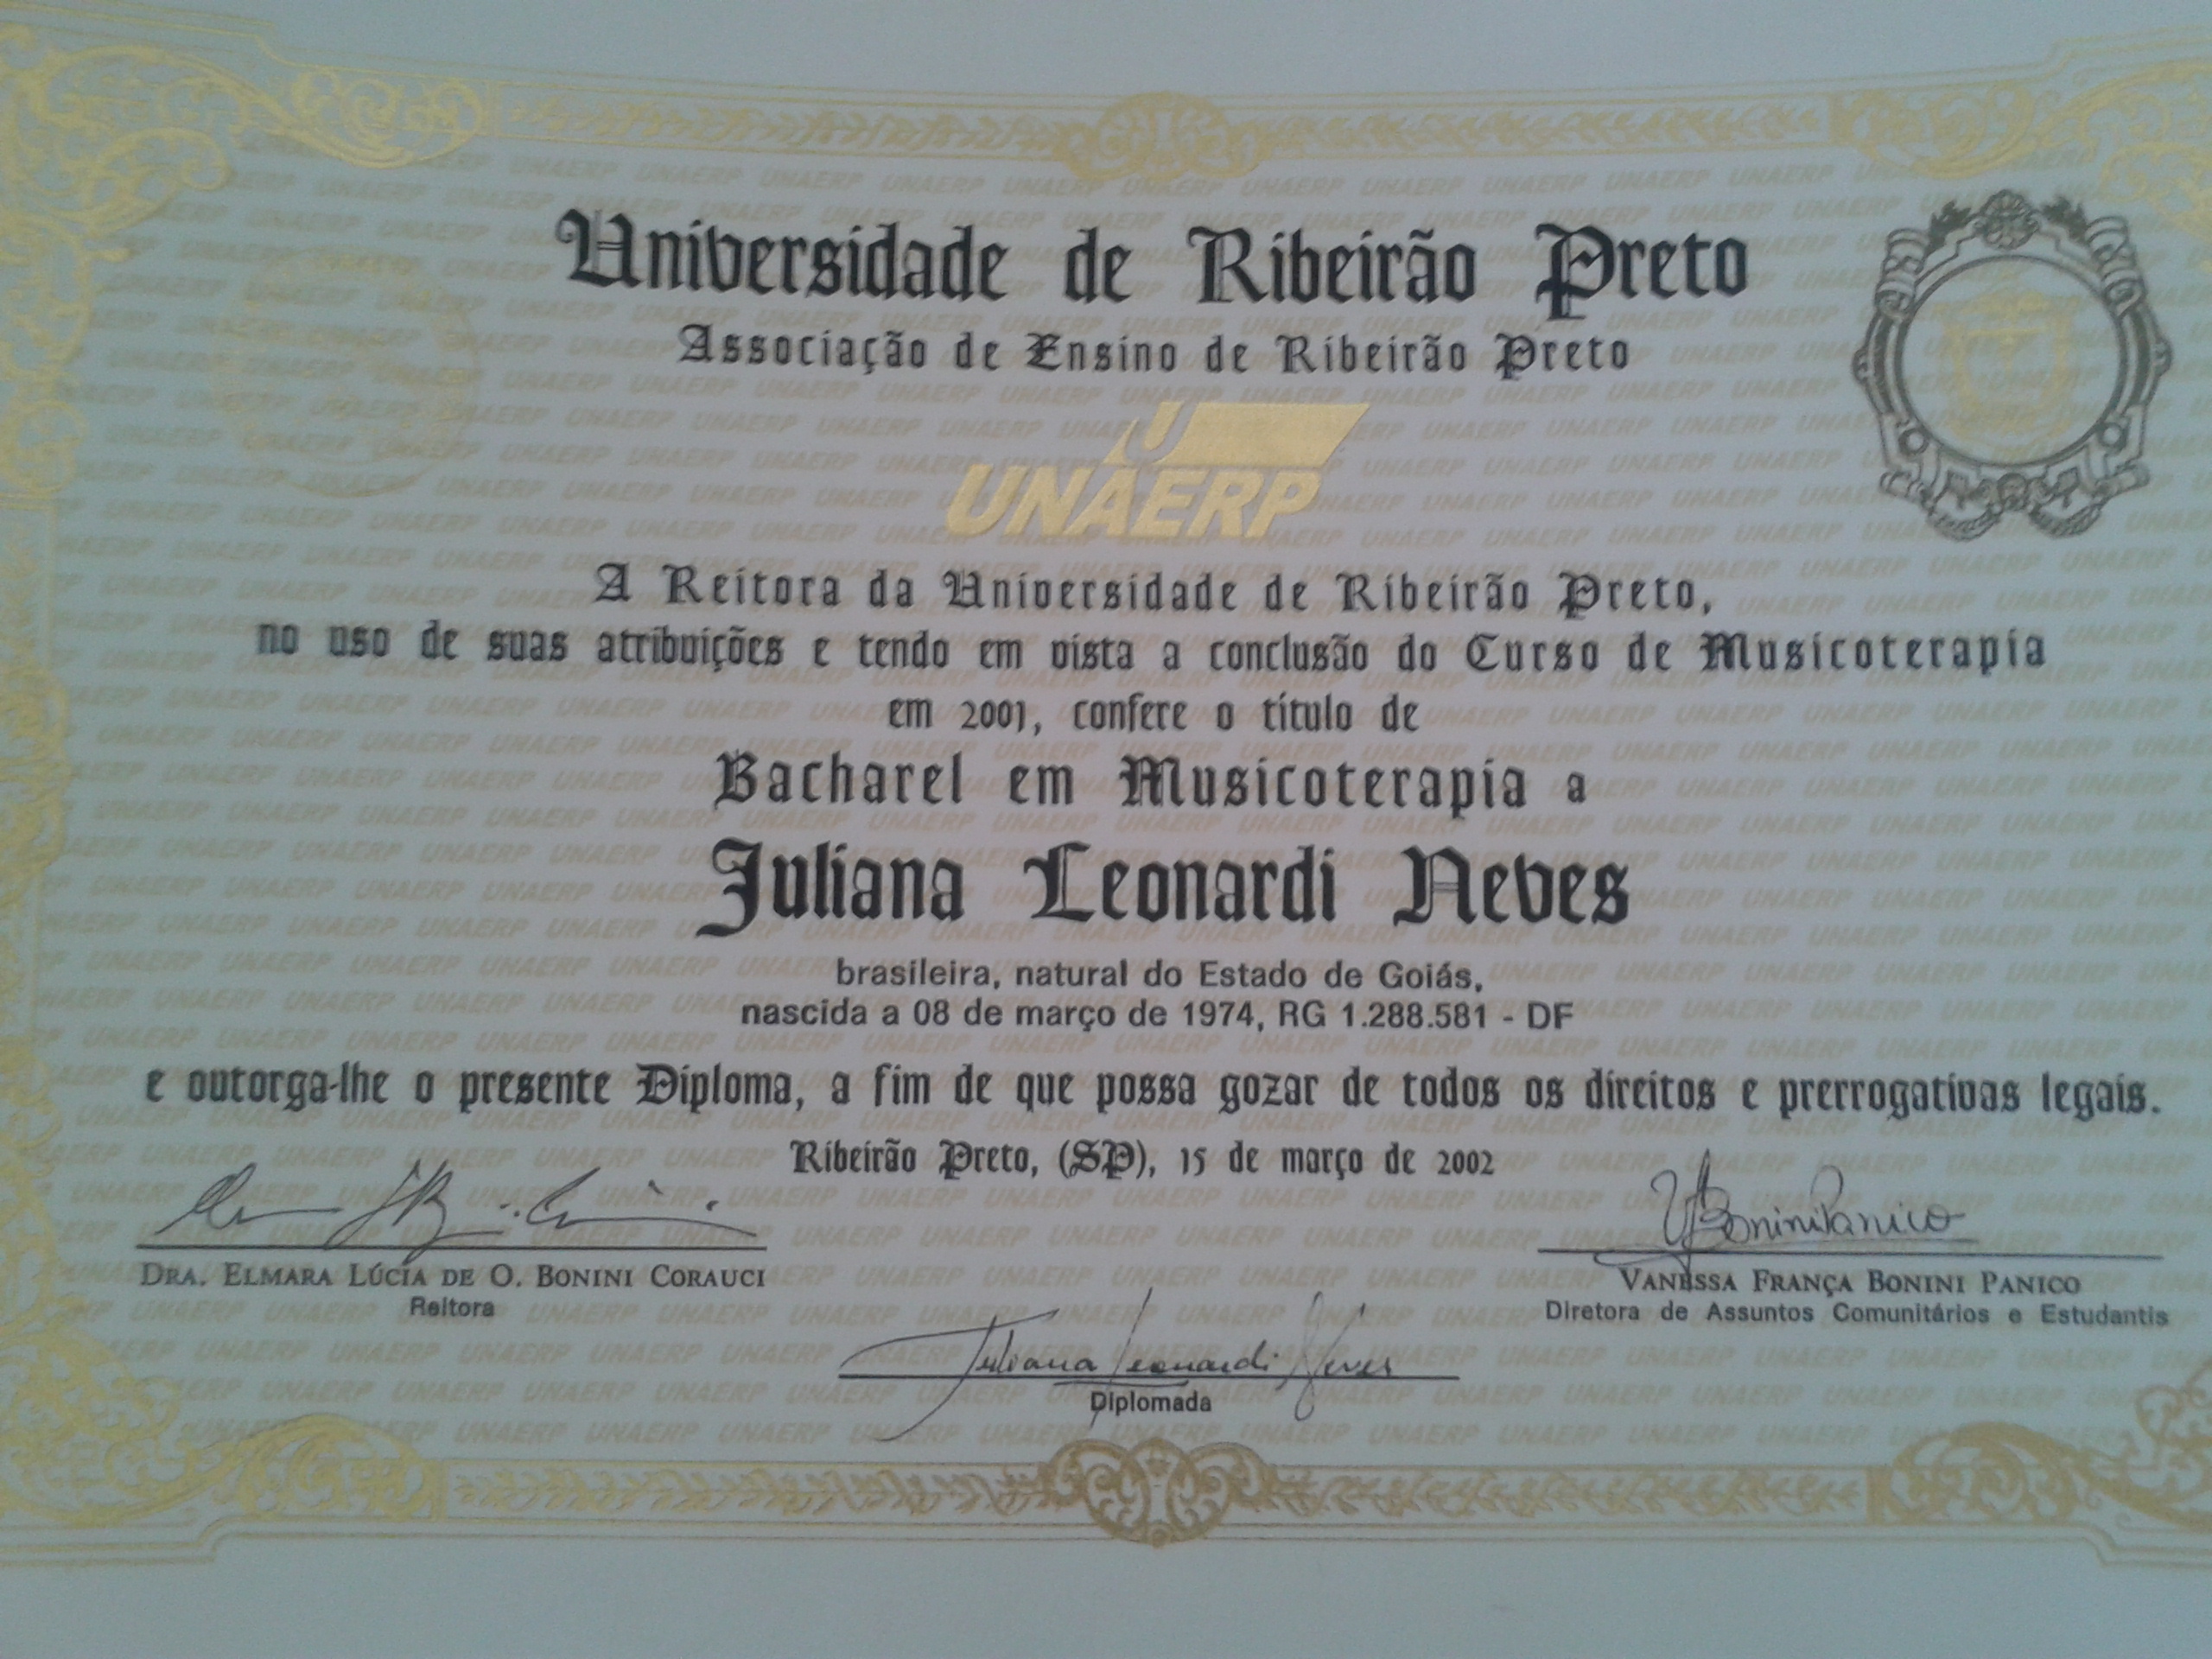 Universidade de Ribeirão Preto
Associação de Ensino de Ribeirão Preto
UNAERP
A Reitora da Universidade de Ribeirão Preto,
no uso de suas atribuições e tendo em vista a conclusão do Curso de Musicoterapia
em 2001, confere o título de
Bacharel em Musicoterapia a
Juliana Leonardi Neves
brasileira, natural do Estado de Goiás,
nascida a 08 de março de 1974, RG 1.288.581 - DF
e outorga-lhe o presente Diploma, a fim de que possa gozar de todos os direitos e prerrogativas legais.
Ribeirão Preto, (SP), 15 de março de 2002
VBoniniPanico
DRA. ELMARA LÚCIA DE O. BONINI CORAUCI
Reitora
VANESSA FRANÇA BONINI PANICO
Diretora de Assuntos Comunitários e Estudantis
Juliana Leonardi Neves
Diplomada